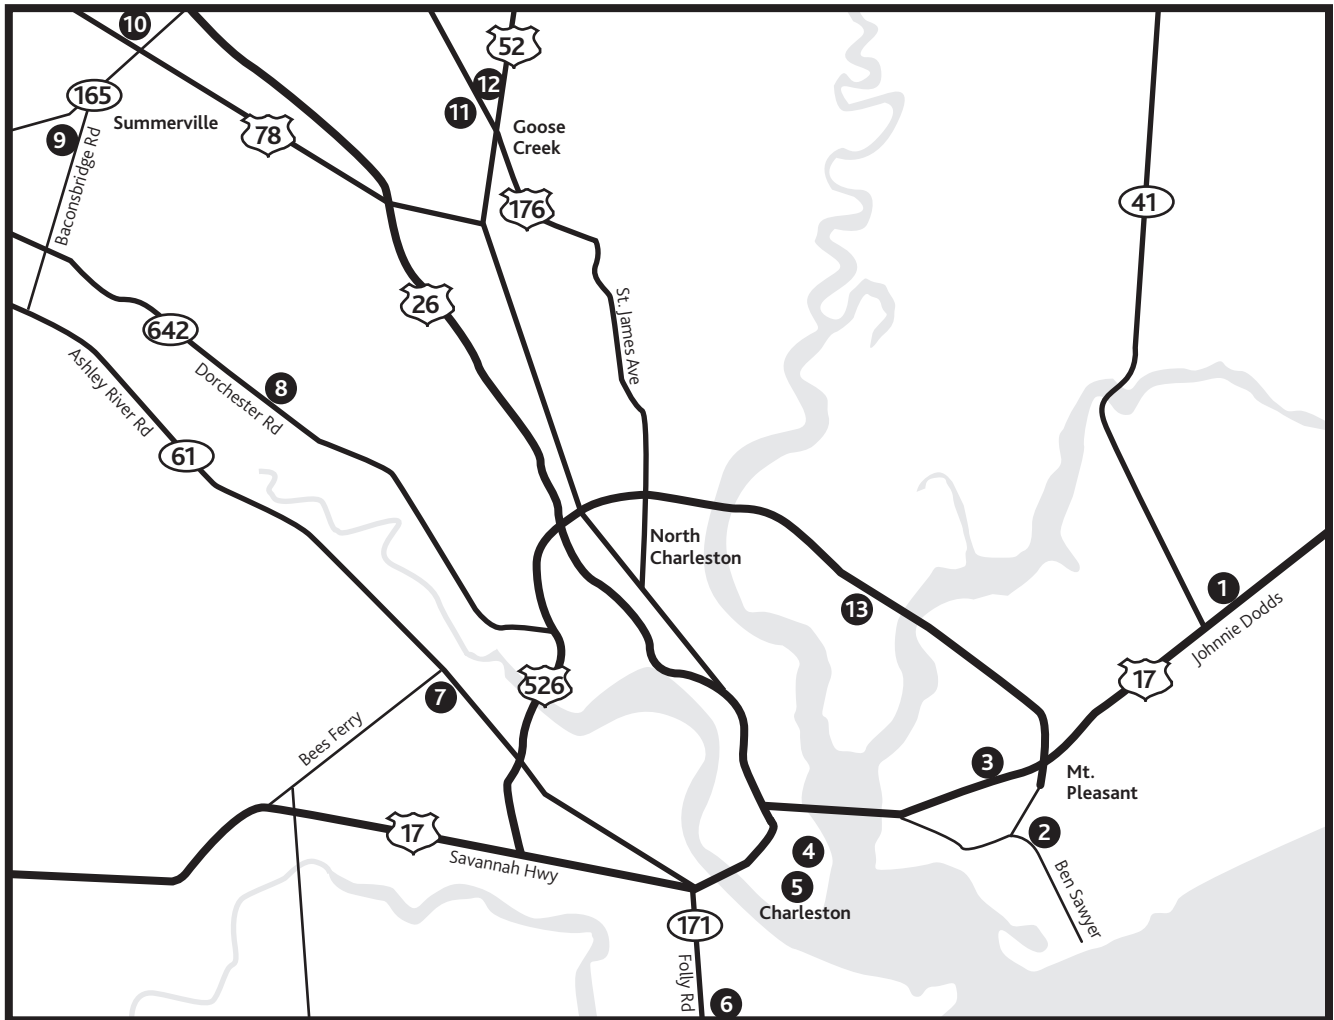 10
52
12
165
11
Summerville
78
Goose
Creek
9
Baconsbridge Rd
176
41
26
St. James Ave
642
Ashley River Rd
Dorchester Rd
8
61
North
Charleston
13
1
Johnnie Dodds
526
17
7
Bees Ferry
3
Mt.
Pleasant
17
Savannah Hwy
2
Ben Sawyer
4
5
Charleston
171
Folly Rd
6